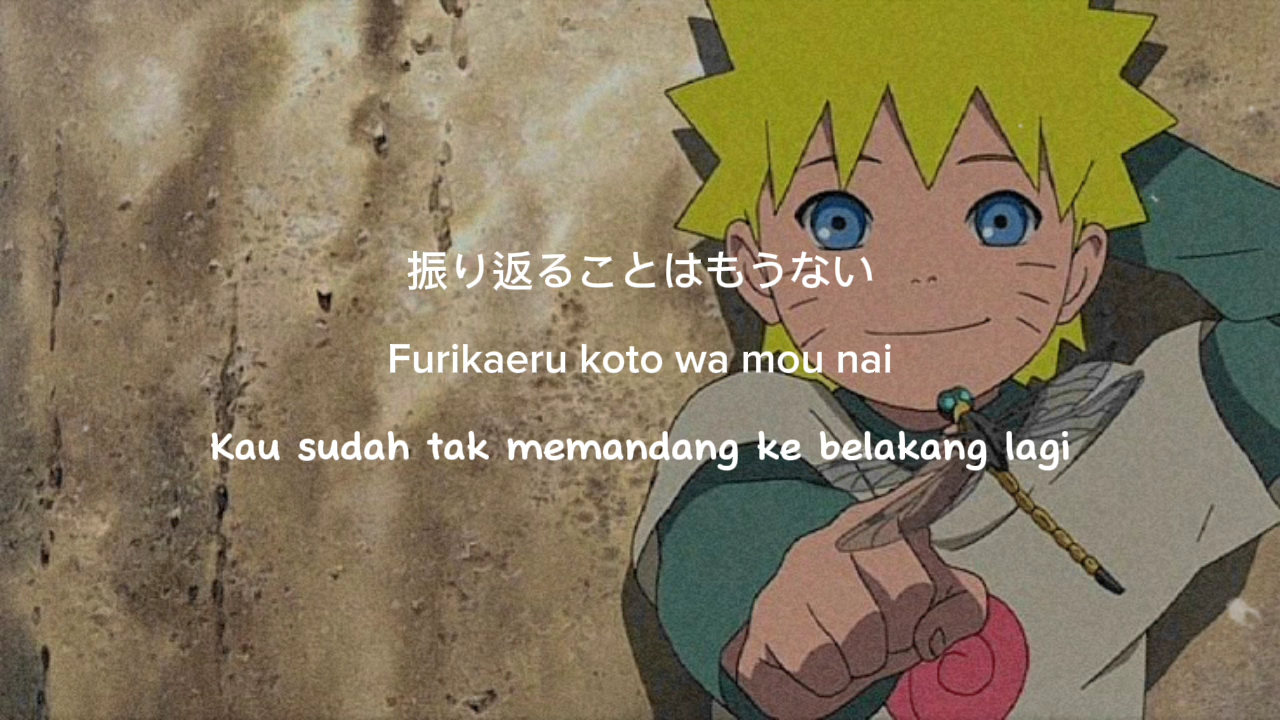 振り返ることはもうない
Furikaeru koto wa mou nai
Kau sudah tak memandang ke belakang lagi